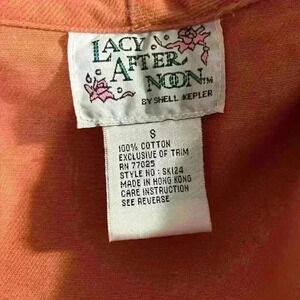 LACY
AFTER
NOON™
BY SHELL KEPLER
S
100% COTTON
EXCLUSIVE OF TRIM
RN 77025
STYLE NO : SK124
MADE IN HONG KONG
CARE INSTRUCTION
SEE REVERSE